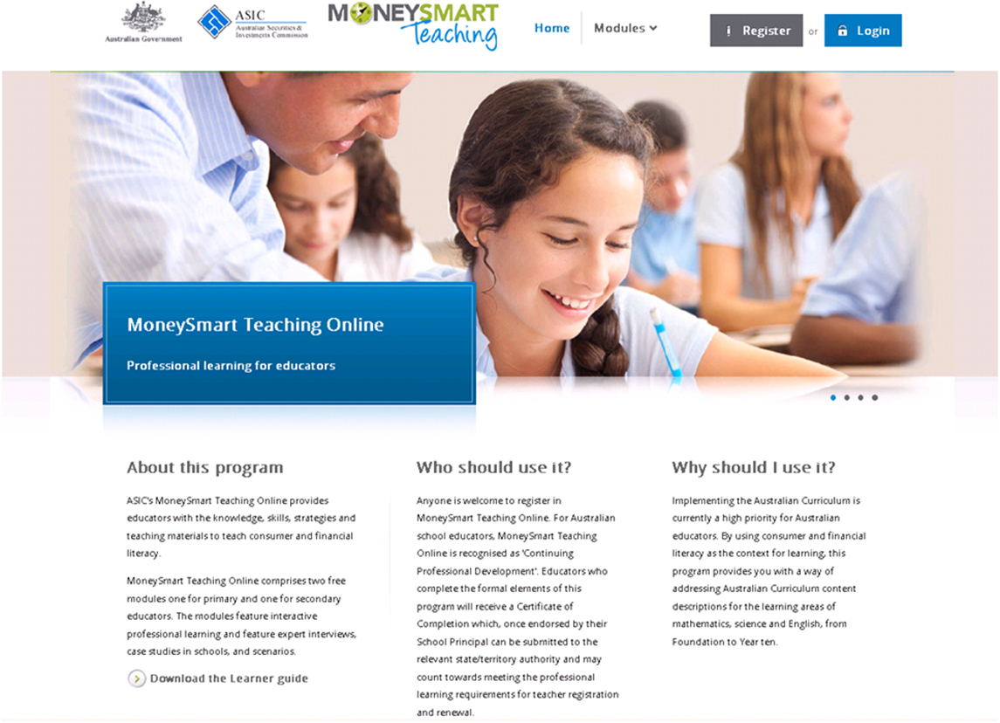 Australian Government
ASIC
Australian Securities &
Investments Commission
MONEYSMART
Teaching
Home
Modules
Register
or
Login
MoneySmart Teaching Online
Professional learning for educators
About this program
ASIC's MoneySmart Teaching Online provides
educators with the knowledge, skills, strategies and
teaching materials to teach consumer and financial
literacy.
MoneySmart Teaching Online comprises two free
modules one for primary and one for secondary
educators. The modules feature interactive
professional learning and feature expert interviews,
case studies in schools, and scenarios.
Download the Learner guide
Who should use it?
Anyone is welcome to register in
MoneySmart Teaching Online. For Australian
school educators, MoneySmart Teaching
Online is recognised as 'Continuing
Professional Development'. Educators who
complete the formal elements of this
program will receive a Certificate of
Completion which, once endorsed by their
School Principal can be submitted to the
relevant state/territory authority and may
count towards meeting the professional
learning requirements for teacher registration
and renewal.
Why should I use it?
Implementing the Australian Curriculum is
currently a high priority for Australian
educators. By using consumer and financial
literacy as the context for learning, this
program provides you with a way of
addressing Australian Curriculum content
descriptions for the learning areas of
mathematics, science and English, from
Foundation to Year ten.